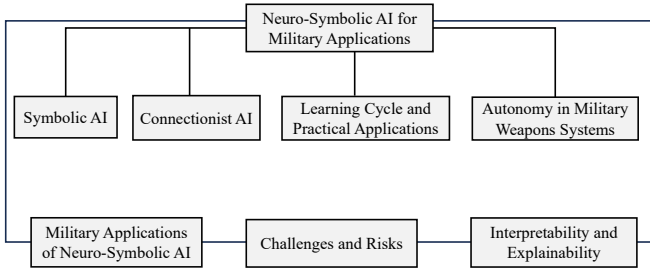 Neuro-Symbolic AI for
Military Applications
Symbolic AI
Connectionist AI
Learning Cycle and
Practical Applications
Autonomy in Military
Weapons Systems
Military Applications
of Neuro-Symbolic AI
Challenges and Risks
Interpretability and
Explainability